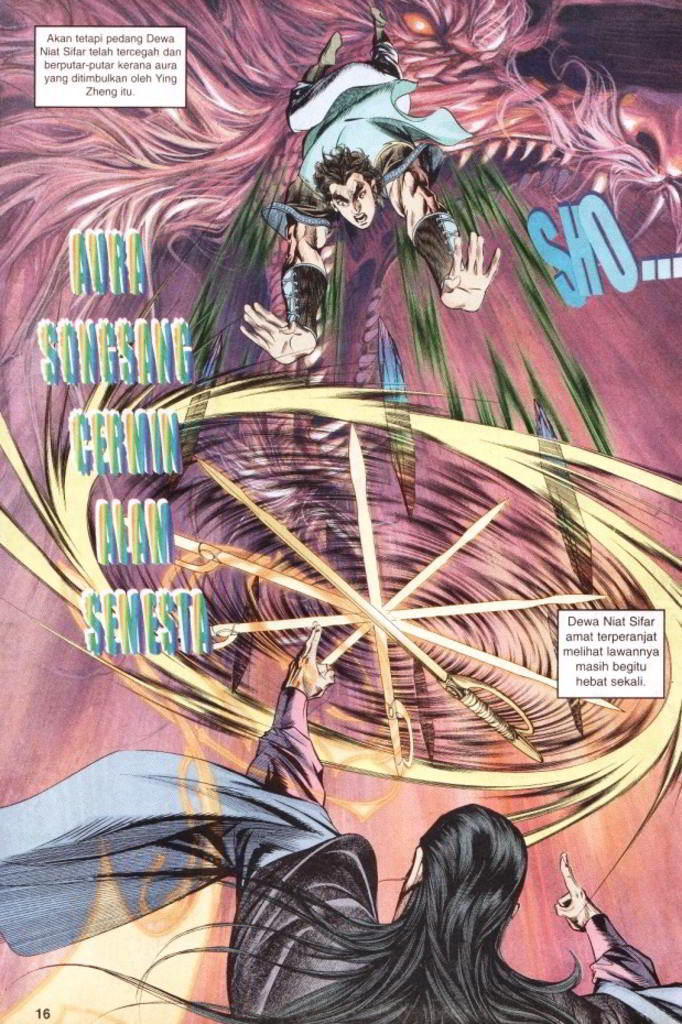 Akan tetapi pedang Dewa
Niat Sifar telah tercegah dan
berputar-putar kerana aura
yang ditimbulkan oleh Ying
Zheng itu.
SHO...
AURA
SONGSANG
CERMIN
ALAM
SEMESTA
Dewa Niat Sifar
amat terperanjat
melihat lawannya
masih begitu
hebat sekali.
16